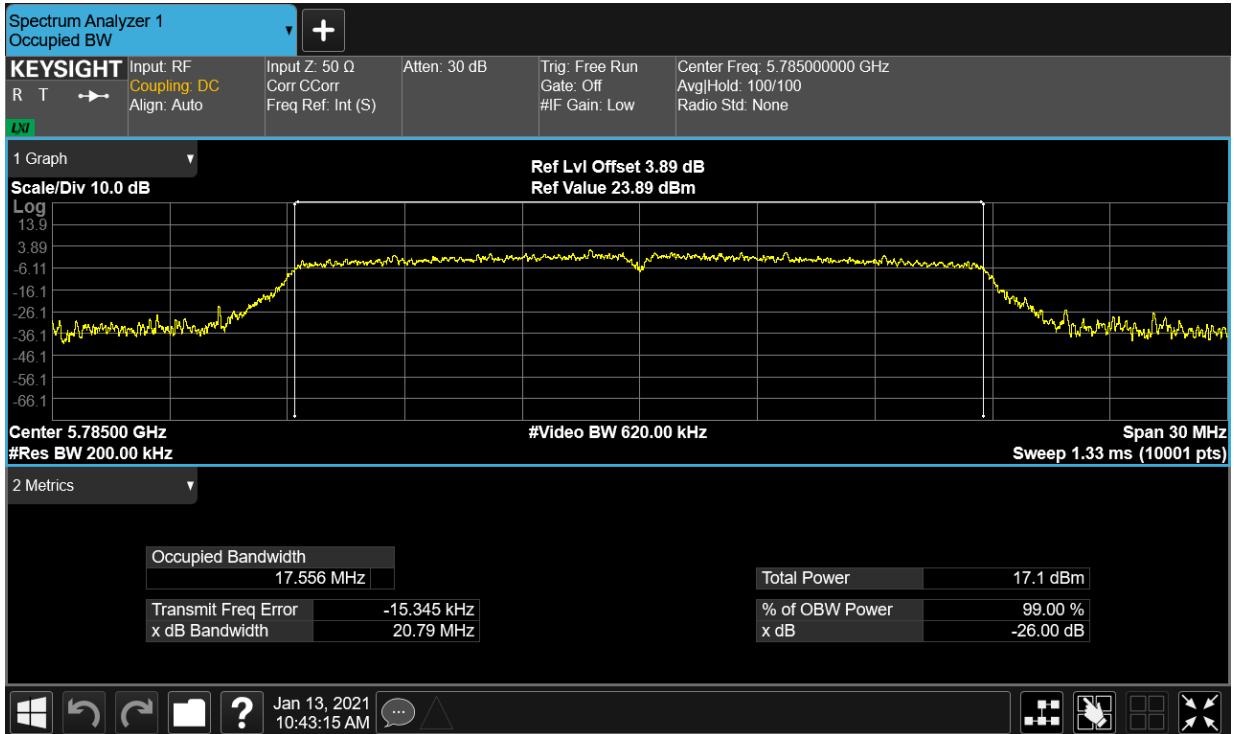 Spectrum Analyzer 1
Occupied BW
KEYSIGHT
R T
LXI
Input: RF
Coupling: DC
Align: Auto
Input Z: 50 Ω
Corr CCorr
Freq Ref: Int (S)
Atten: 30 dB
Trig: Free Run
Gate: Off
#IF Gain: Low
Center Freq: 5.785000000 GHz
Avg|Hold: 100/100
Radio Std: None
1 Graph
Scale/Div 10.0 dB
Ref Lvl Offset 3.89 dB
Ref Value 23.89 dBm
Log
13.9
3.89
-6.11
-16.1
-26.1
-36.1
-46.1
-56.1
-66.1
Center 5.78500 GHz
#Video BW 620.00 kHz
Span 30 MHz
#Res BW 200.00 kHz
Sweep 1.33 ms (10001 pts)
2 Metrics
Occupied Bandwidth
17.556 MHz
Total Power 17.1 dBm
Transmit Freq Error -15.345 kHz
% of OBW Power 99.00 %
x dB Bandwidth 20.79 MHz
x dB -26.00 dB
?
Jan 13, 2021
10:43:15 AM